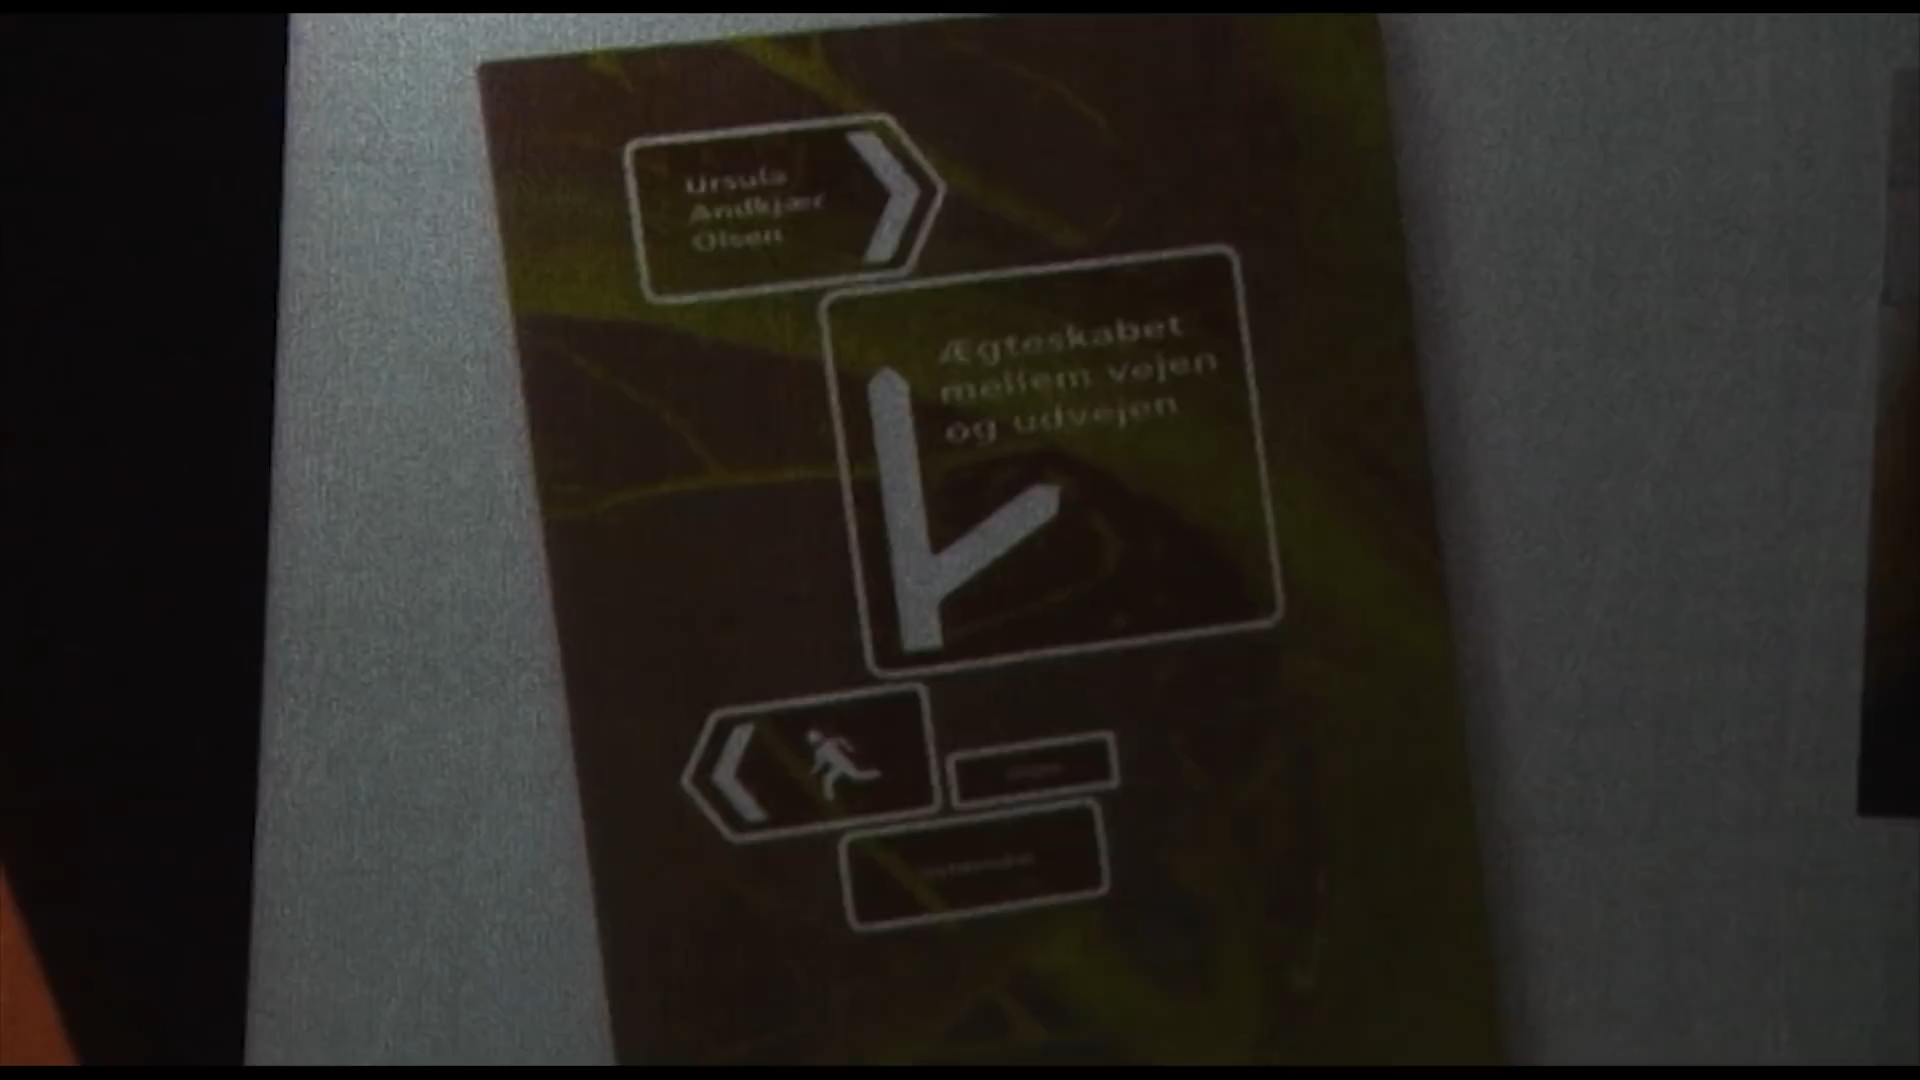 Ursula
Andkjær
Olsen
Ægteskabet
mellem vejen
og udvejen